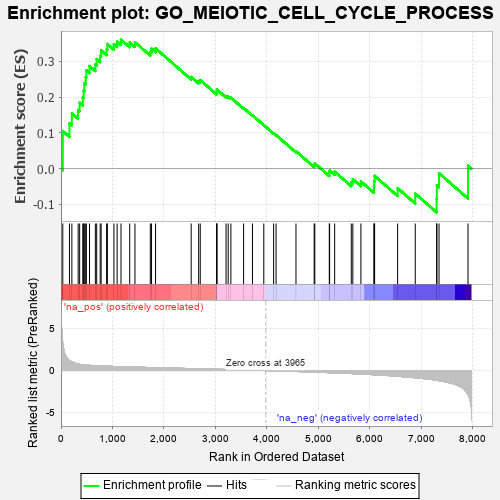 Enrichment plot: GO_MEIOTIC_CELL_CYCLE_PROCESS
Enrichment score (ES)
0.3
0.2
0.1
0.0
-0.1
'na_pos' (positively correlated)
Ranked list metric (PreRanked)
5
0
-5
Zero cross at 3965
'na_neg' (negatively correlated)
0 1,000 2,000 3,000 4,000 5,000 6,000 7,000 8,000
Rank in Ordered Dataset
Enrichment profile Hits Ranking metric scores